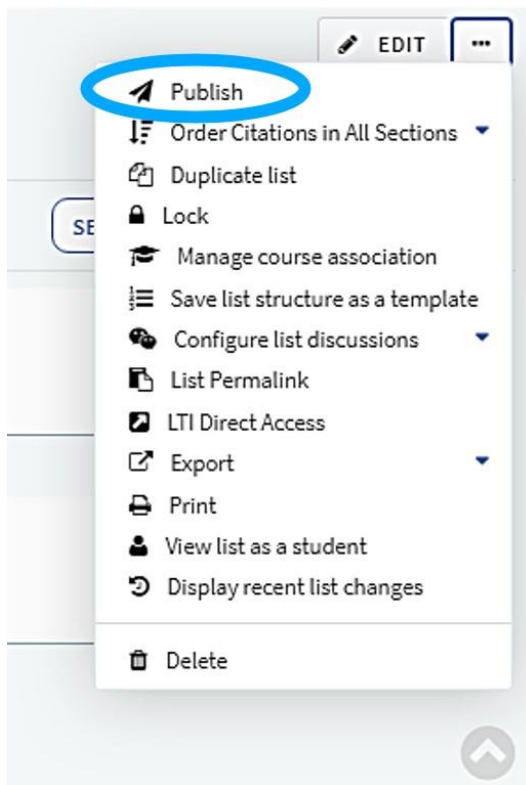 EDIT
Publish
Order Citations in All Sections
Duplicate list
SE
Lock
Manage course association
Save list structure as a template
Configure list discussions
List Permalink
LTI Direct Access
Export
Print
View list as a student
Display recent list changes
Delete